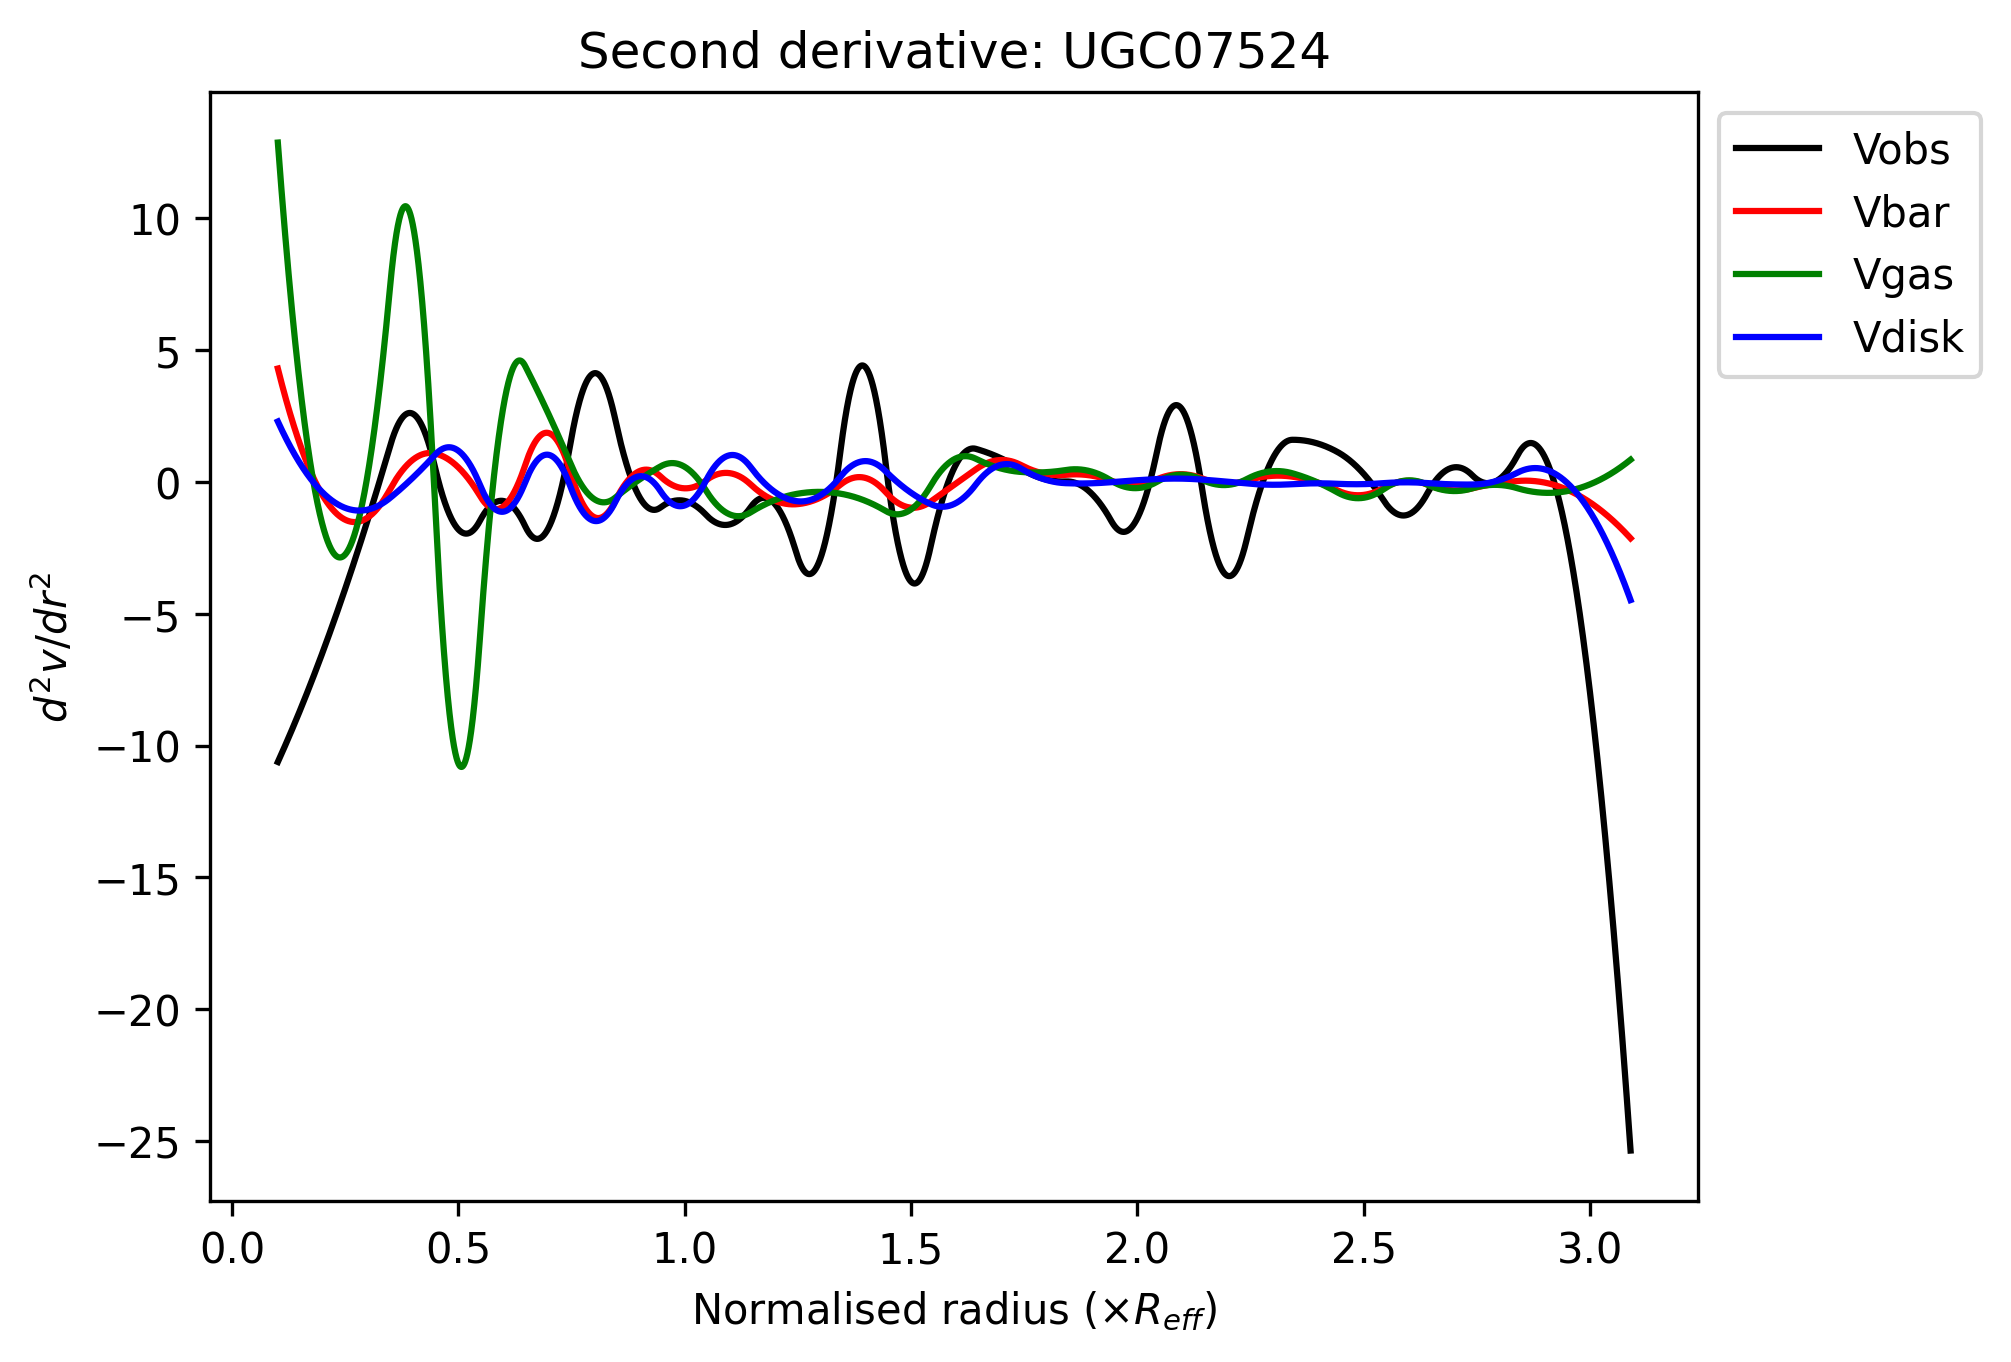 Second derivative: UGC07524
Vobs
Vbar
Vgas
Vdisk
10
5
0
−5
−10
−15
−20
−25
d²v/dr²
0.0 0.5 1.0 1.5 2.0 2.5 3.0
Normalised radius (×R_eff)